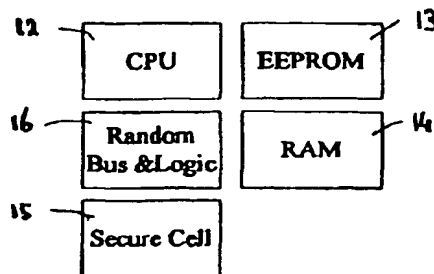 12 CPU EEPROM 13
16 Random Bus &Logic RAM 14
15 Secure Cell